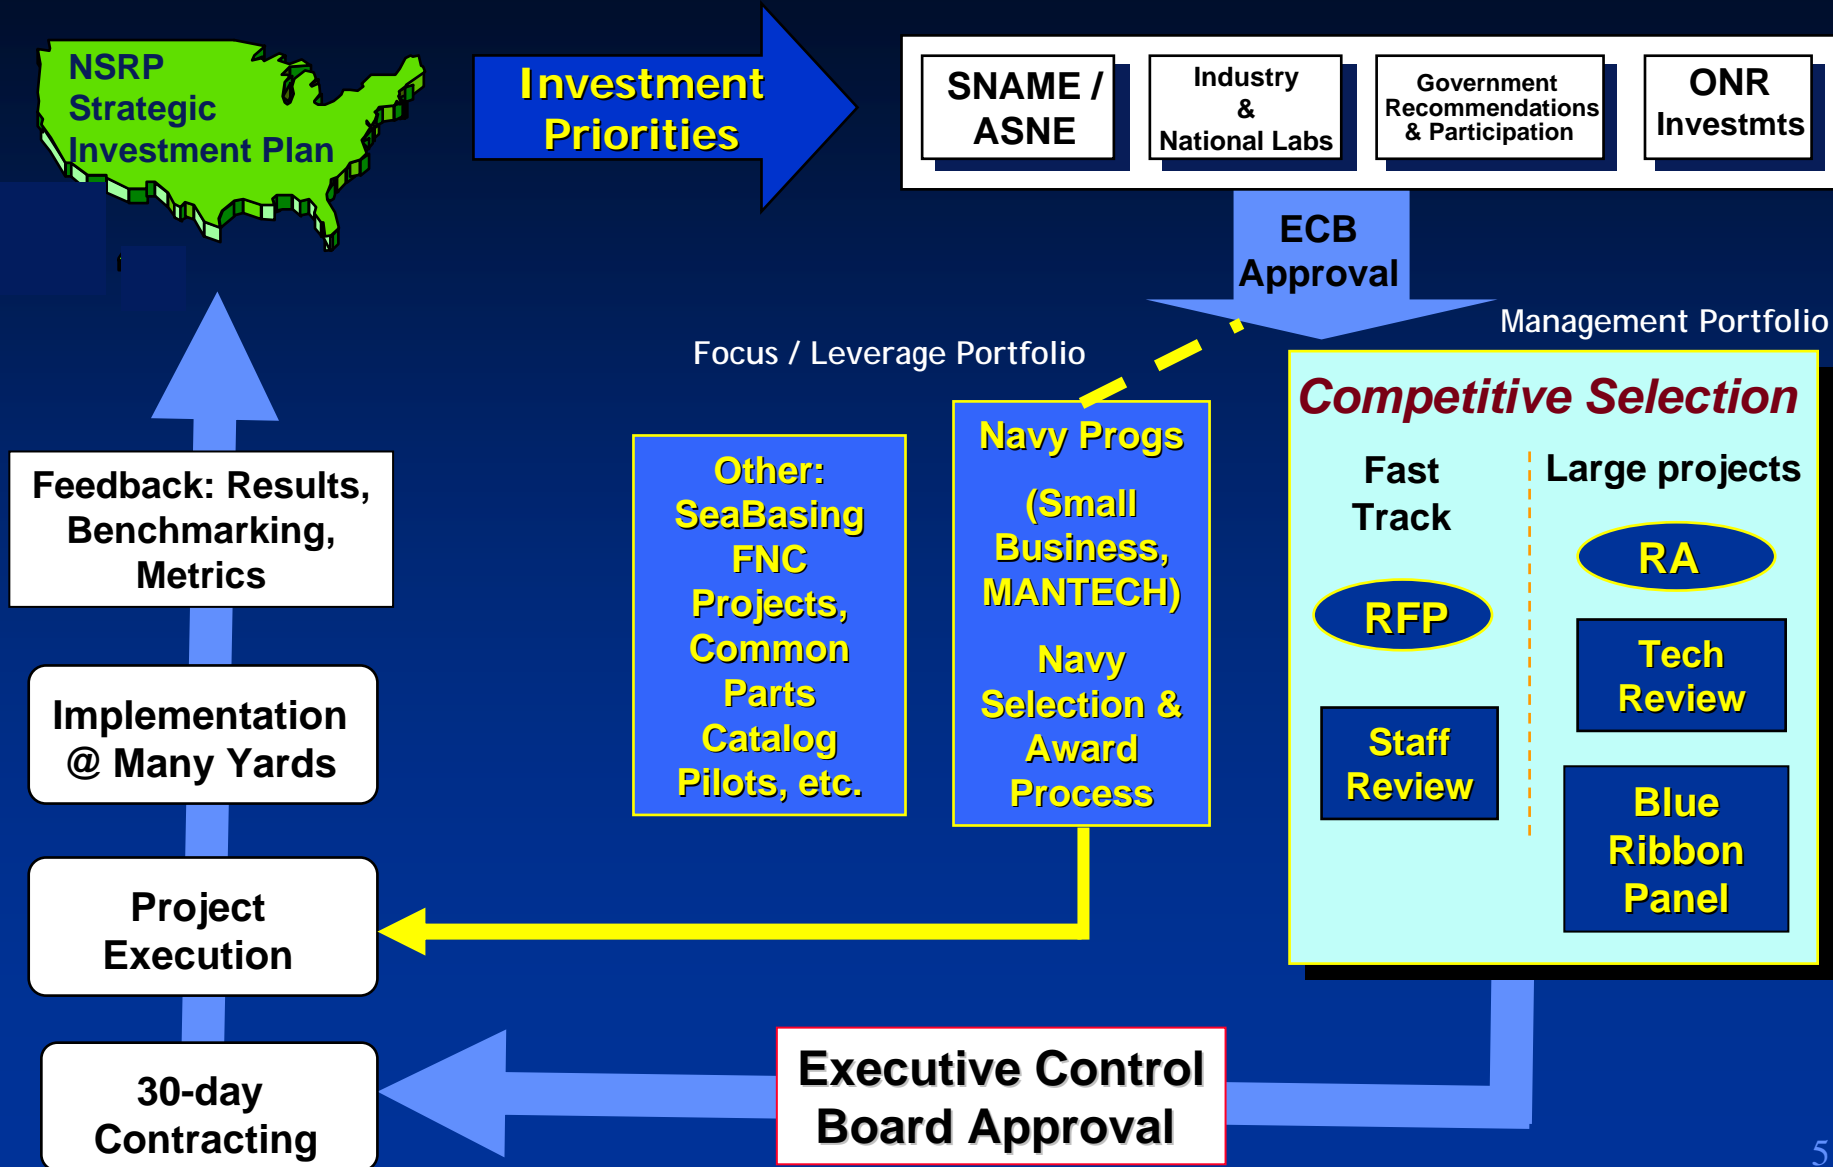 NSRP
Strategic
Investment Plan
Investment
Priorities
SNAME /
ASNE
Industry
&
National Labs
Government
Recommendations
& Participation
ONR
Investmts
ECB
Approval
Management Portfolio
Focus / Leverage Portfolio
Competitive Selection
Fast
Track
RFP
Staff
Review
Large projects
RA
Tech
Review
Blue
Ribbon
Panel
Navy Progs
(Small
Business,
MANTECH)
Navy
Selection &
Award
Process
Other:
SeaBasing
FNC
Projects,
Common
Parts
Catalog
Pilots, etc.
Feedback: Results,
Benchmarking,
Metrics
Implementation
@ Many Yards
Project
Execution
30-day
Contracting
Executive Control
Board Approval
5